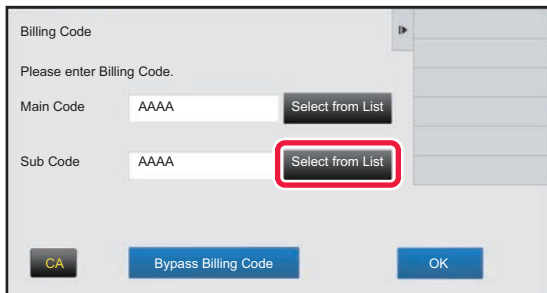 Billing Code
Please enter Billing Code.
Main Code AAAA Select from List
Sub Code AAAA Select from List
CA Bypass Billing Code OK